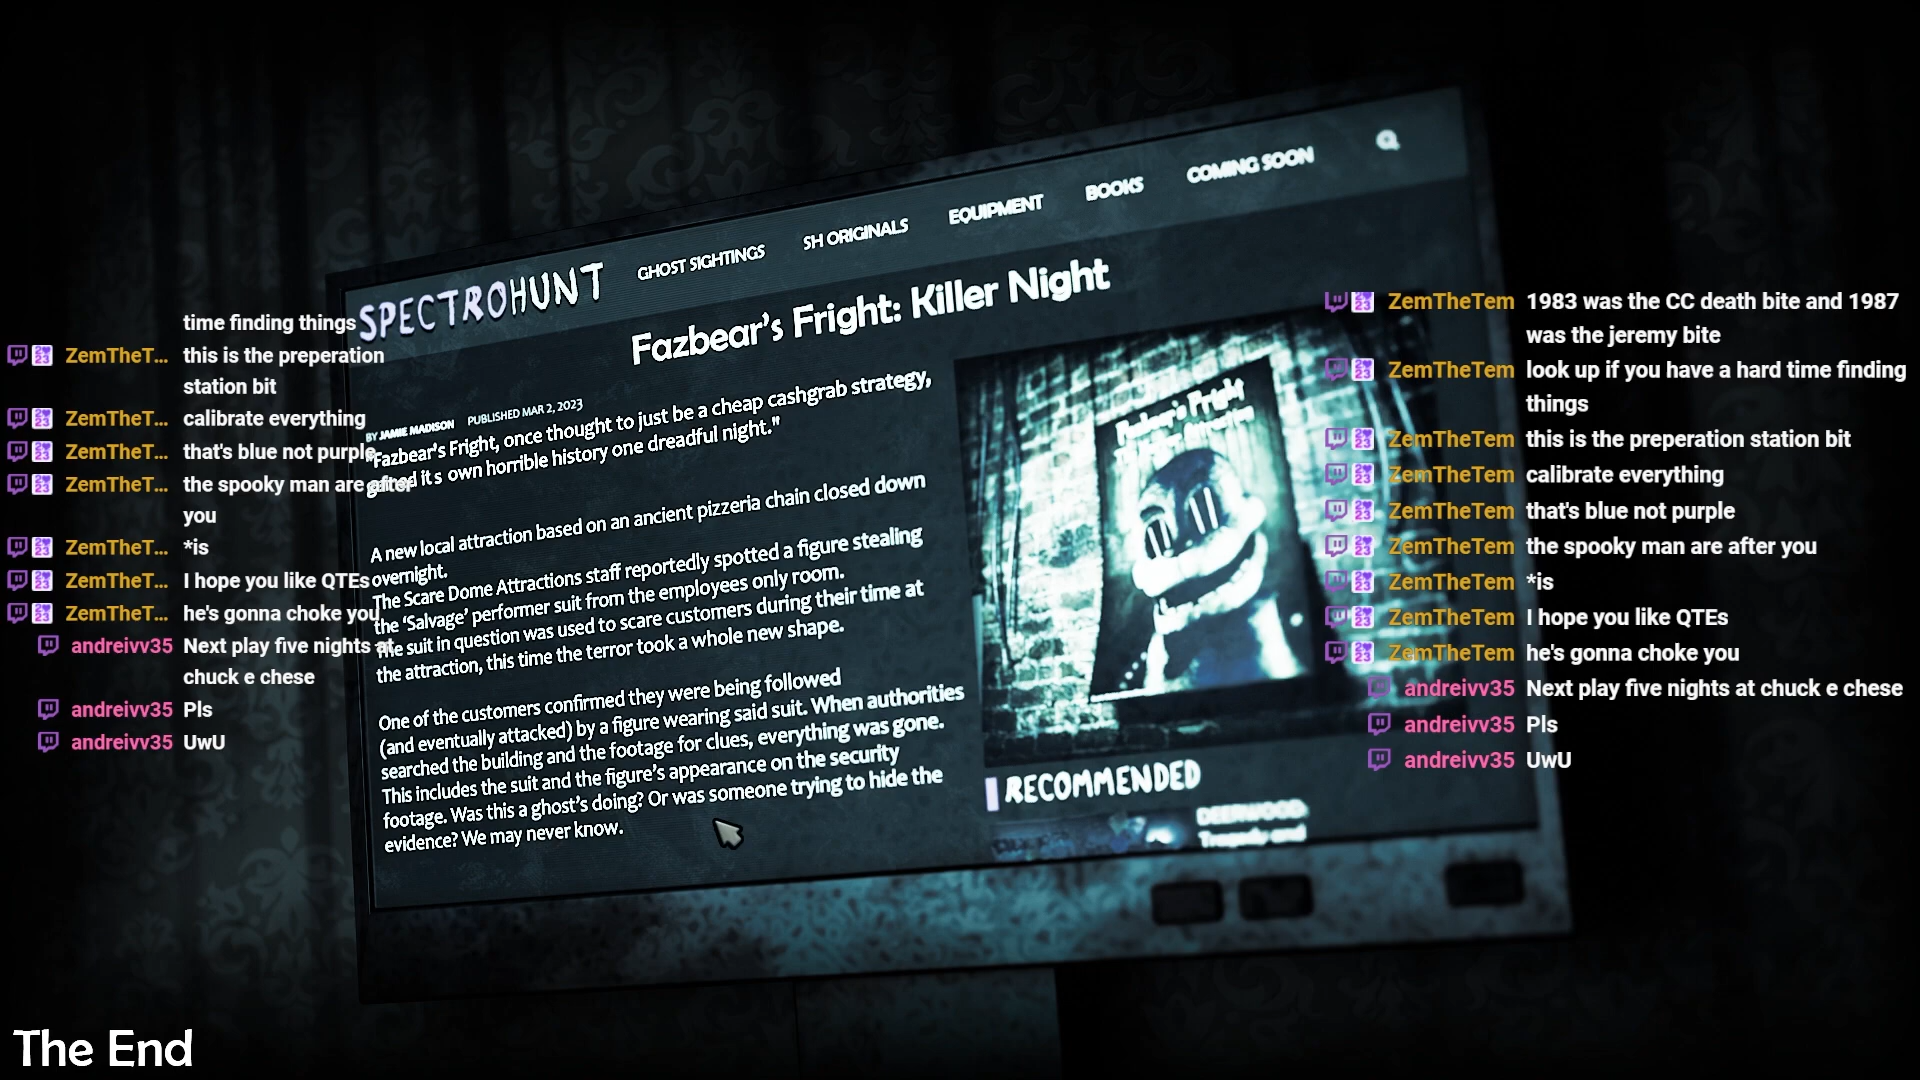 SPECTROHUNT
GHOST SIGHTINGS
SH ORIGINALS
EQUIPMENT
BOOKS
COMING SOON
Fazbear's Fright: Killer Night
BY JAMIE MADISON PUBLISHED MAR 2, 2023
"Fazbear's Fright, once thought to just be a cheap cashgrab strategy,
it's own horrible history one dreadful night."
A new local attraction based on an ancient pizzeria chain closed down
overnight.
The Scare Dome Attractions staff reportedly spotted a figure stealing
the 'Salvage' performer suit from the employees only room.
The suit in question was used to scare customers during their time at
the attraction, this time the terror took a whole new shape.
One of the customers confirmed they were being followed
(and eventually attacked) by a figure wearing said suit. When authorities
searched the building and the footage for clues, everything was gone.
This includes the suit and the figure's appearance on the security
footage. Was this a ghost's doing? Or was someone trying to hide the
evidence? We may never know.
Fazbear's Fright
RECOMMENDED
DEERWOOD:
Tragedy and
time finding things
ZemTheT... this is the preperation
station bit
ZemTheT... calibrate everything
ZemTheT... that's blue not purple
ZemTheT... the spooky man are after
you
ZemTheT... *is
ZemTheT... I hope you like QTEs
ZemTheT... he's gonna choke you
andreivv35 Next play five nights at
chuck e chese
andreivv35 Pls
andreivv35 UwU
ZemTheTem 1983 was the CC death bite and 1987
was the jeremy bite
ZemTheTem look up if you have a hard time finding
things
ZemTheTem this is the preperation station bit
ZemTheTem calibrate everything
ZemTheTem that's blue not purple
ZemTheTem the spooky man are after you
ZemTheTem *is
ZemTheTem I hope you like QTEs
ZemTheTem he's gonna choke you
andreivv35 Next play five nights at chuck e chese
andreivv35 Pls
andreivv35 UwU
The End